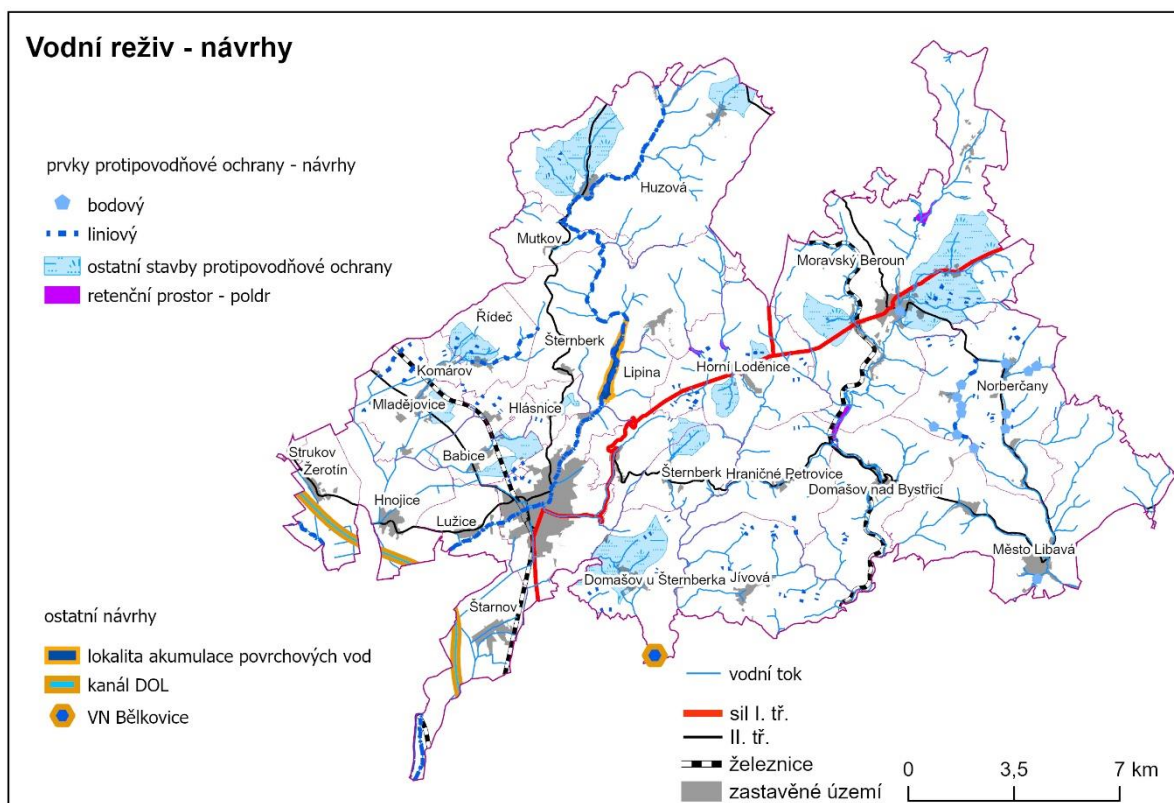 Vodní reživ - návrhy
prvky protipovodňové ochrany - návrhy
bodový
liniový
ostatní stavby protipovodňové ochrany
retenční prostor - poldr
Huzová
Mutkov
Moravský Beroun
Řídeč
Šternberk
Komárov
Lipina
Horní Loděnice
Norberčany
Mladějovice
Hlásnice
Strukov
Babice
Žerotín
Šternberk
Hraničné Petrovice
Domašov nad Bystřicí
Hnojice
Lužice
Město Libavá
Domašov u Šternberka
Jívová
Štarnov
ostatní návrhy
lokalita akumulace povrchových vod
kanál DOL
VN Bělkovice
vodní tok
sil I. tř.
II. tř.
železnice
zastavěné území
0 3,5 7 km